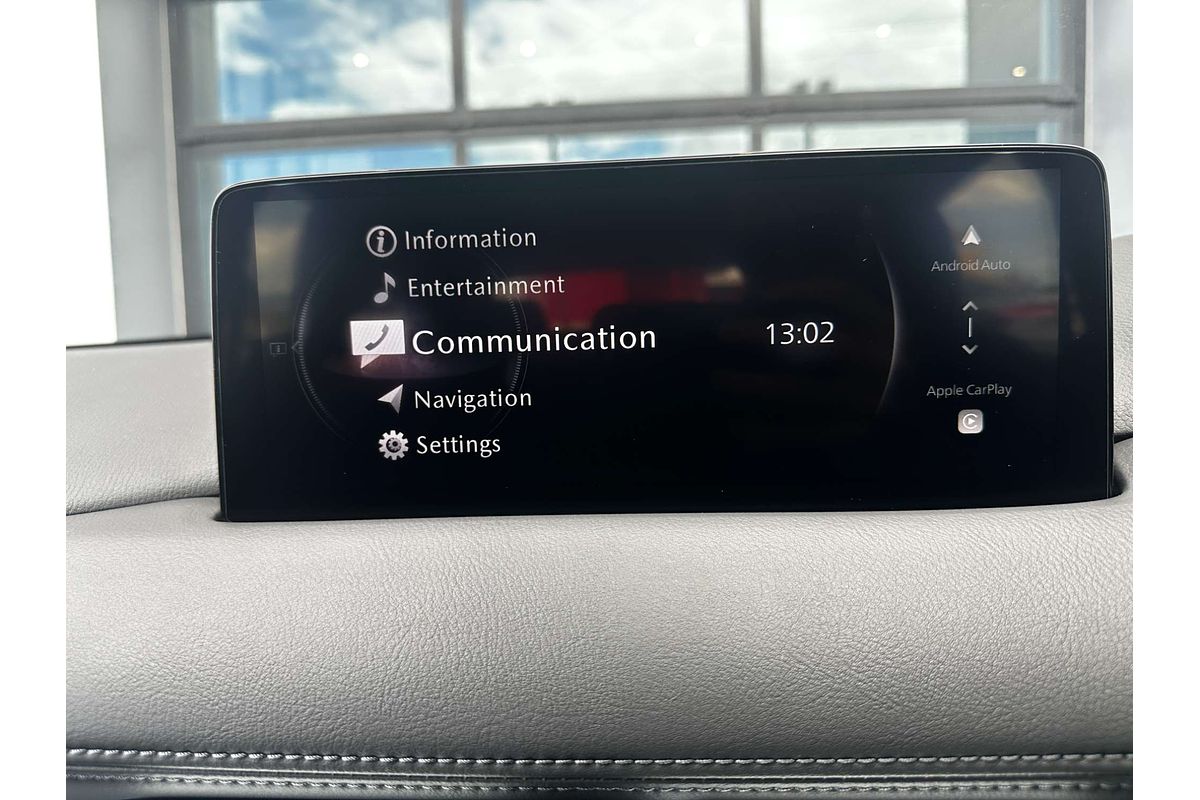 Information
Entertainment
Communication
13:02
Navigation
Settings
Android Auto
Apple CarPlay